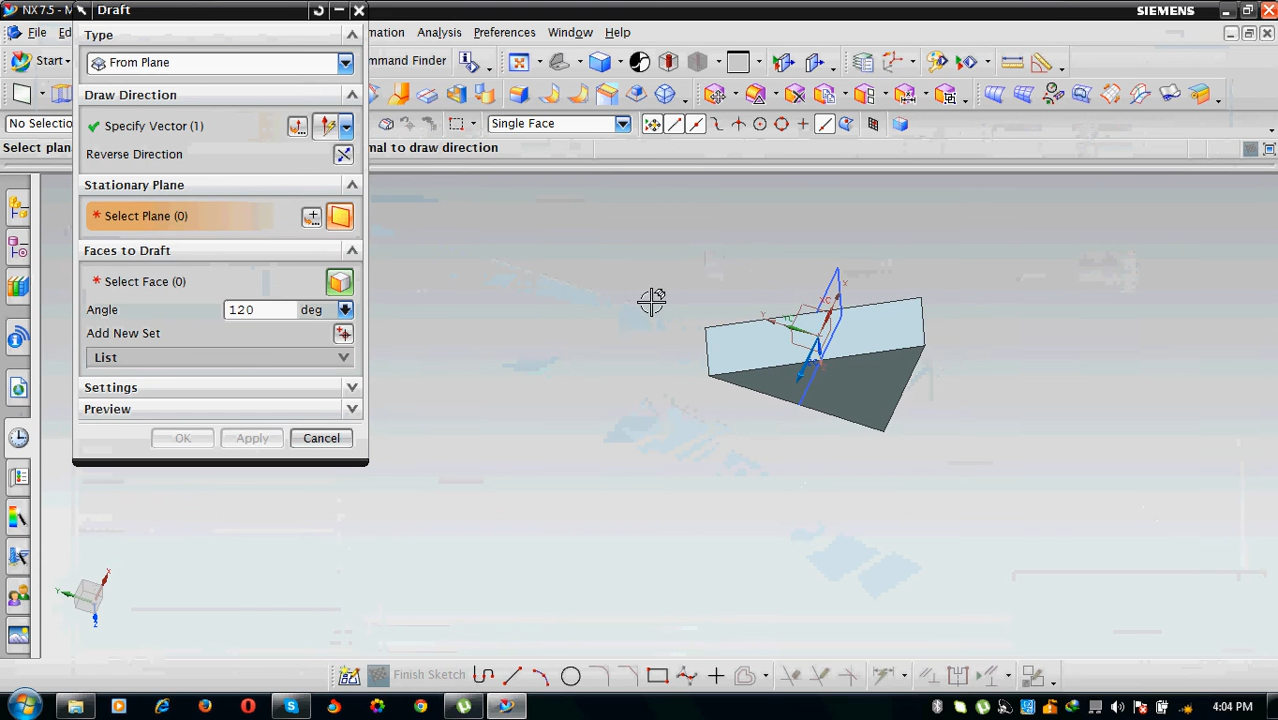 NX 7.5 - M
Draft
SIEMENS
File
mation
Analysis
Preferences
Window
Help
Type
From Plane
Start
mmand Finder
Draw Direction
Specify Vector (1)
No Selectio
Single Face
Reverse Direction
Select plan
mal to draw direction
Stationary Plane
* Select Plane (0)
Faces to Draft
* Select Face (0)
Angle
120
deg
Add New Set
List
Settings
Preview
OK
Apply
Cancel
X
XC
Y
YC
X
Y
Z
Finish Sketch
4:04 PM